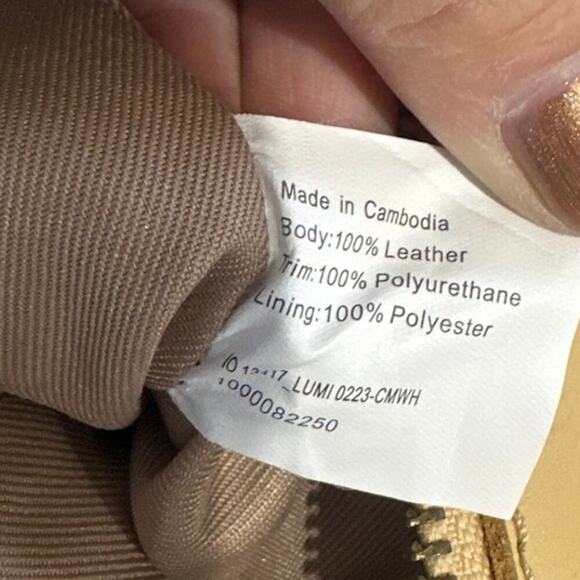 Made in Cambodia
Body:100% Leather
Trim:100% Polyurethane
Lining:100% Polyester
LUMI 0223-CMWH
1000082250